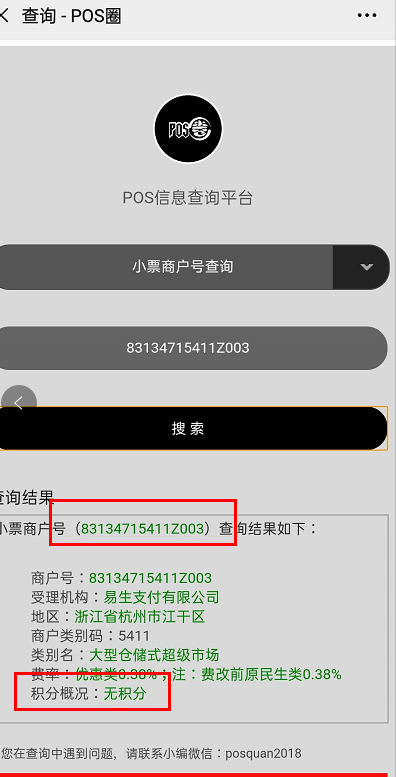 查询 - POS圈
POS圈
POS信息查询平台
小票商户号查询
83134715411Z003
搜 索
查询结果
小票商户号（83134715411Z003）查询结果如下：
商户号：83134715411Z003
受理机构：易生支付有限公司
地区：浙江省杭州市江干区
商户类别码：5411
类别名：大型仓储式超级市场
费率：优惠类0.38%；注：费改前原民生类0.38%
积分概况：无积分
您在查询中遇到问题，请联系小编微信：posquan2018